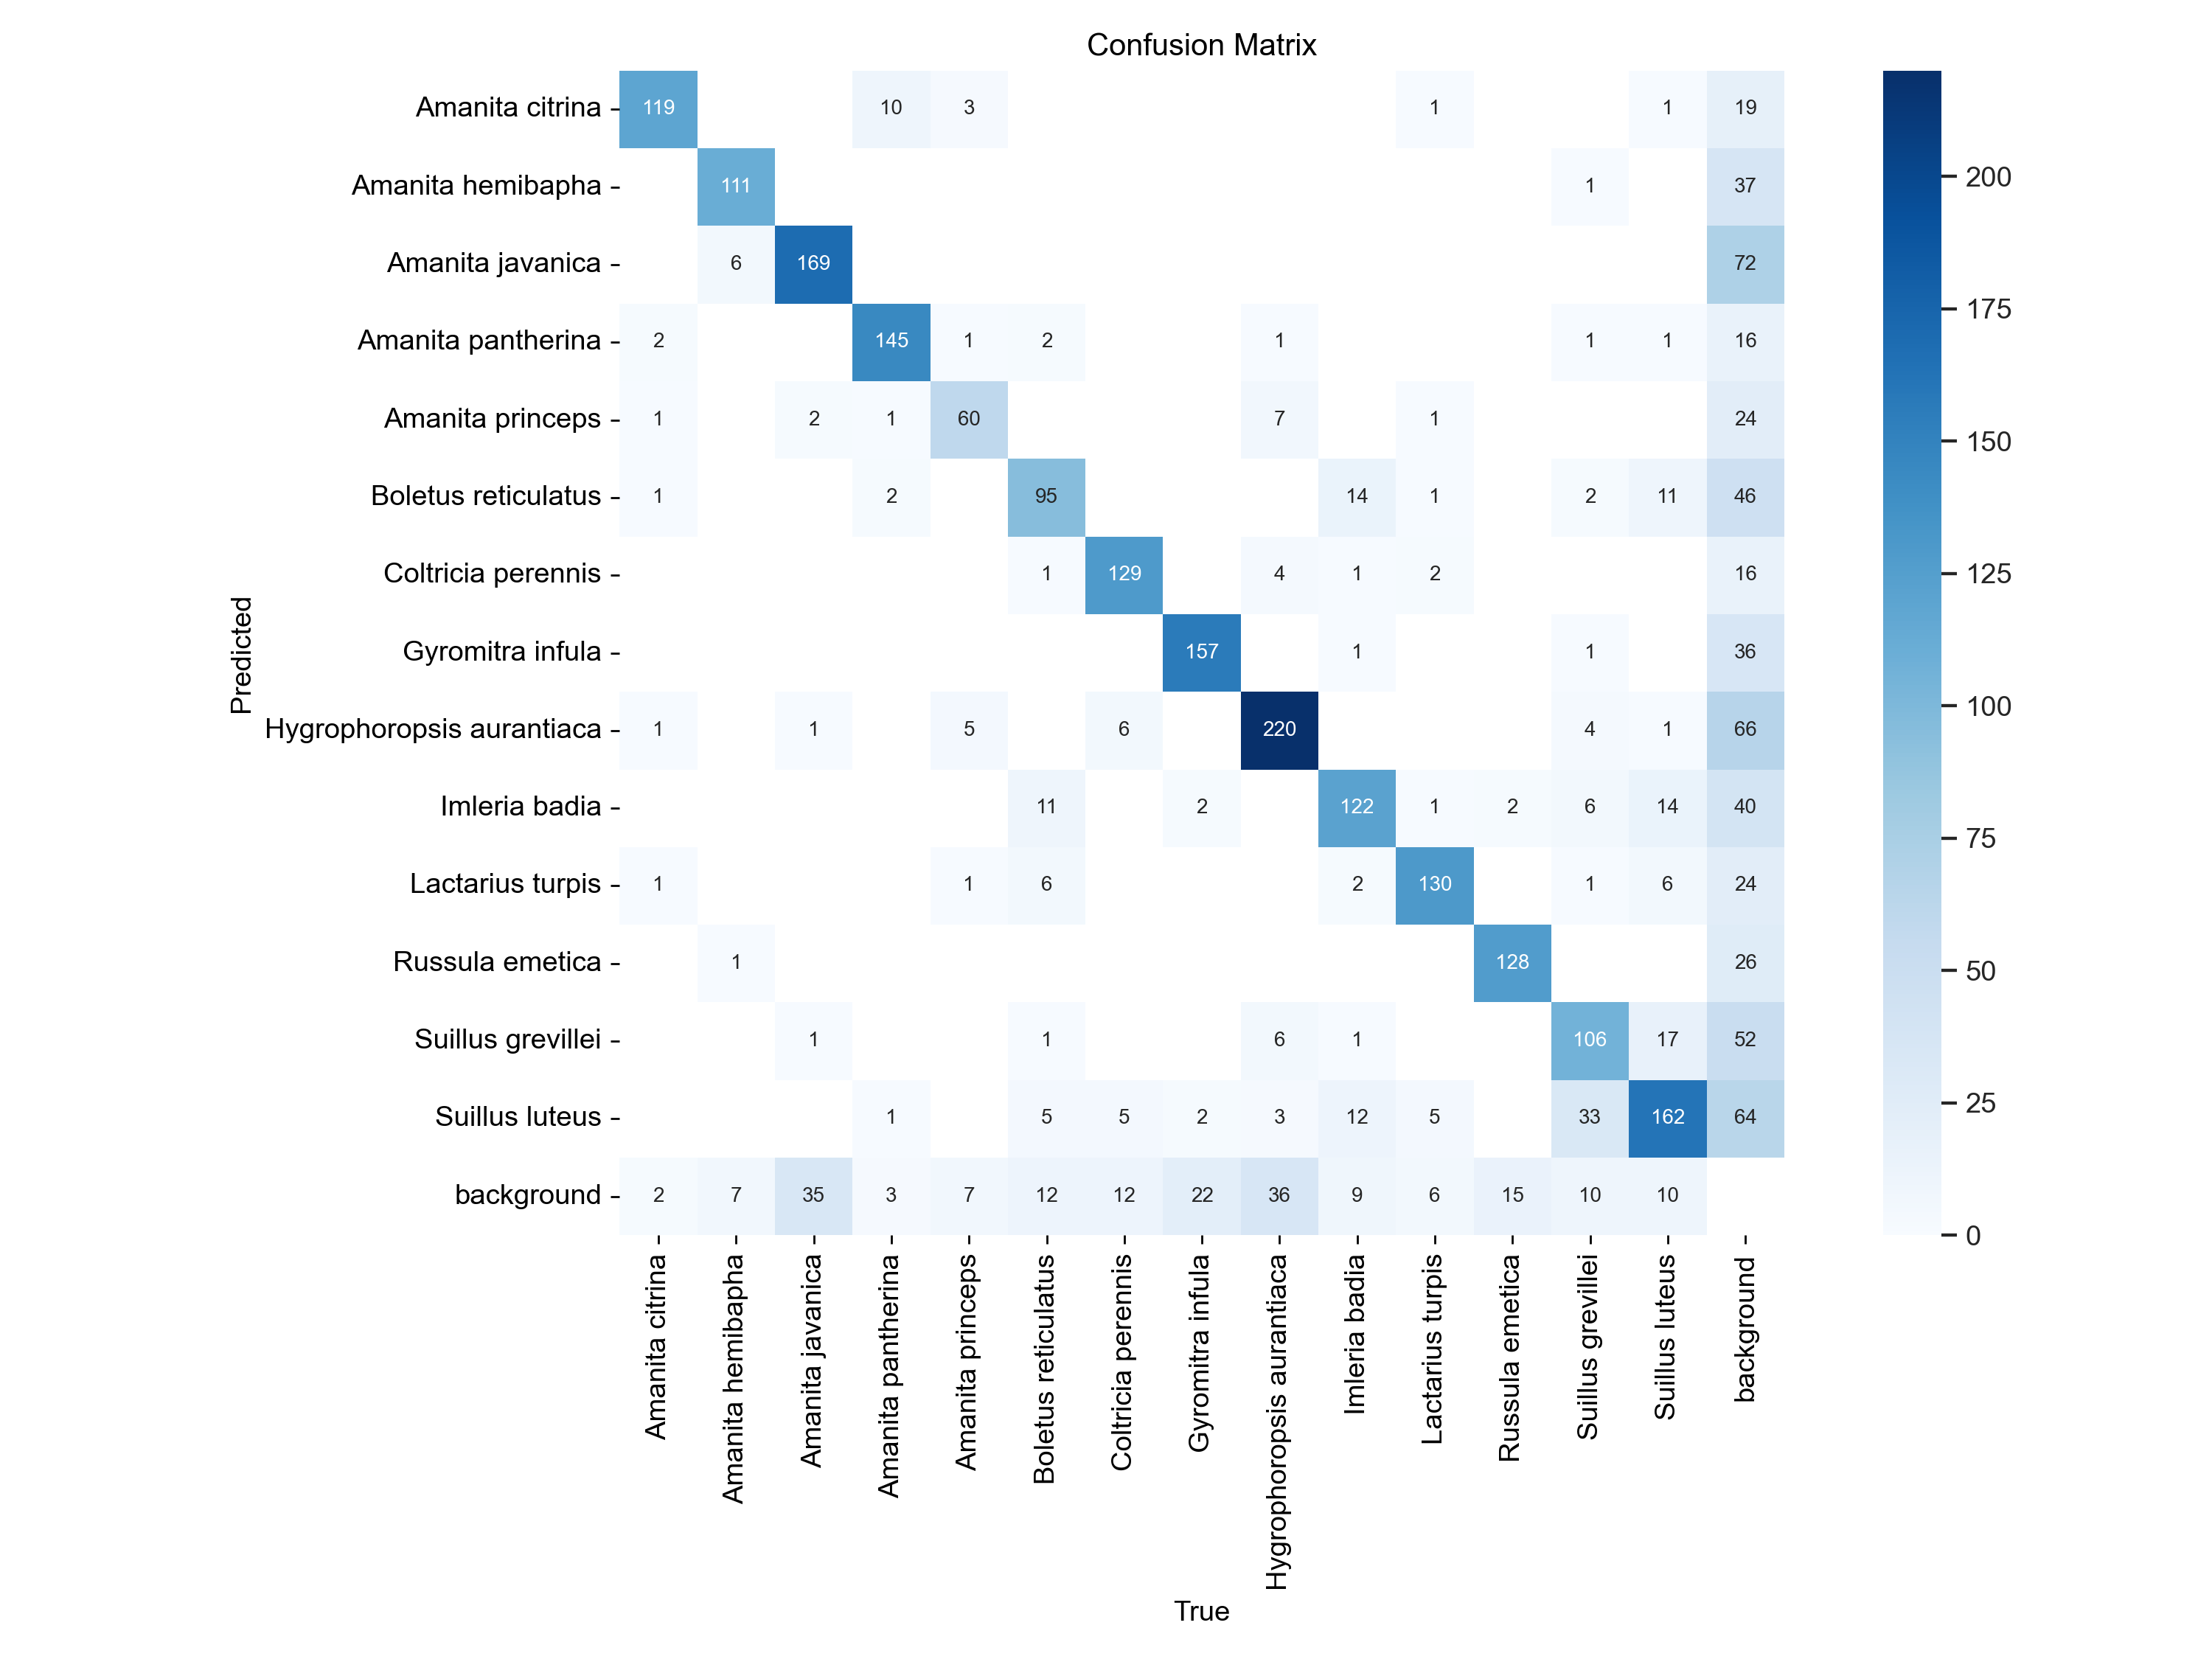 Confusion Matrix
Amanita citrina 119 10 3 1 1 19
Amanita hemibapha 111 1 37
Amanita javanica 6 169 72
Amanita pantherina 2 145 1 2 1 1 1 16
Amanita princeps 1 2 1 60 7 1 24
Boletus reticulatus 1 2 95 14 1 2 11 46
Coltricia perennis 1 129 4 1 2 16
Gyromitra infula 157 1 1 36
Hygrophoropsis aurantiaca 1 1 5 6 220 4 1 66
Imleria badia 11 2 122 1 2 6 14 40
Lactarius turpis 1 1 6 2 130 1 6 24
Russula emetica 1 128 26
Suillus grevillei 1 1 6 1 106 17 52
Suillus luteus 1 5 5 2 3 12 5 33 162 64
background 2 7 35 3 7 12 12 22 36 9 6 15 10 10
Predicted
Amanita citrina
Amanita hemibapha
Amanita javanica
Amanita pantherina
Amanita princeps
Boletus reticulatus
Coltricia perennis
Gyromitra infula
Hygrophoropsis aurantiaca
Imleria badia
Lactarius turpis
Russula emetica
Suillus grevillei
Suillus luteus
background
True
200
175
150
125
100
75
50
25
0